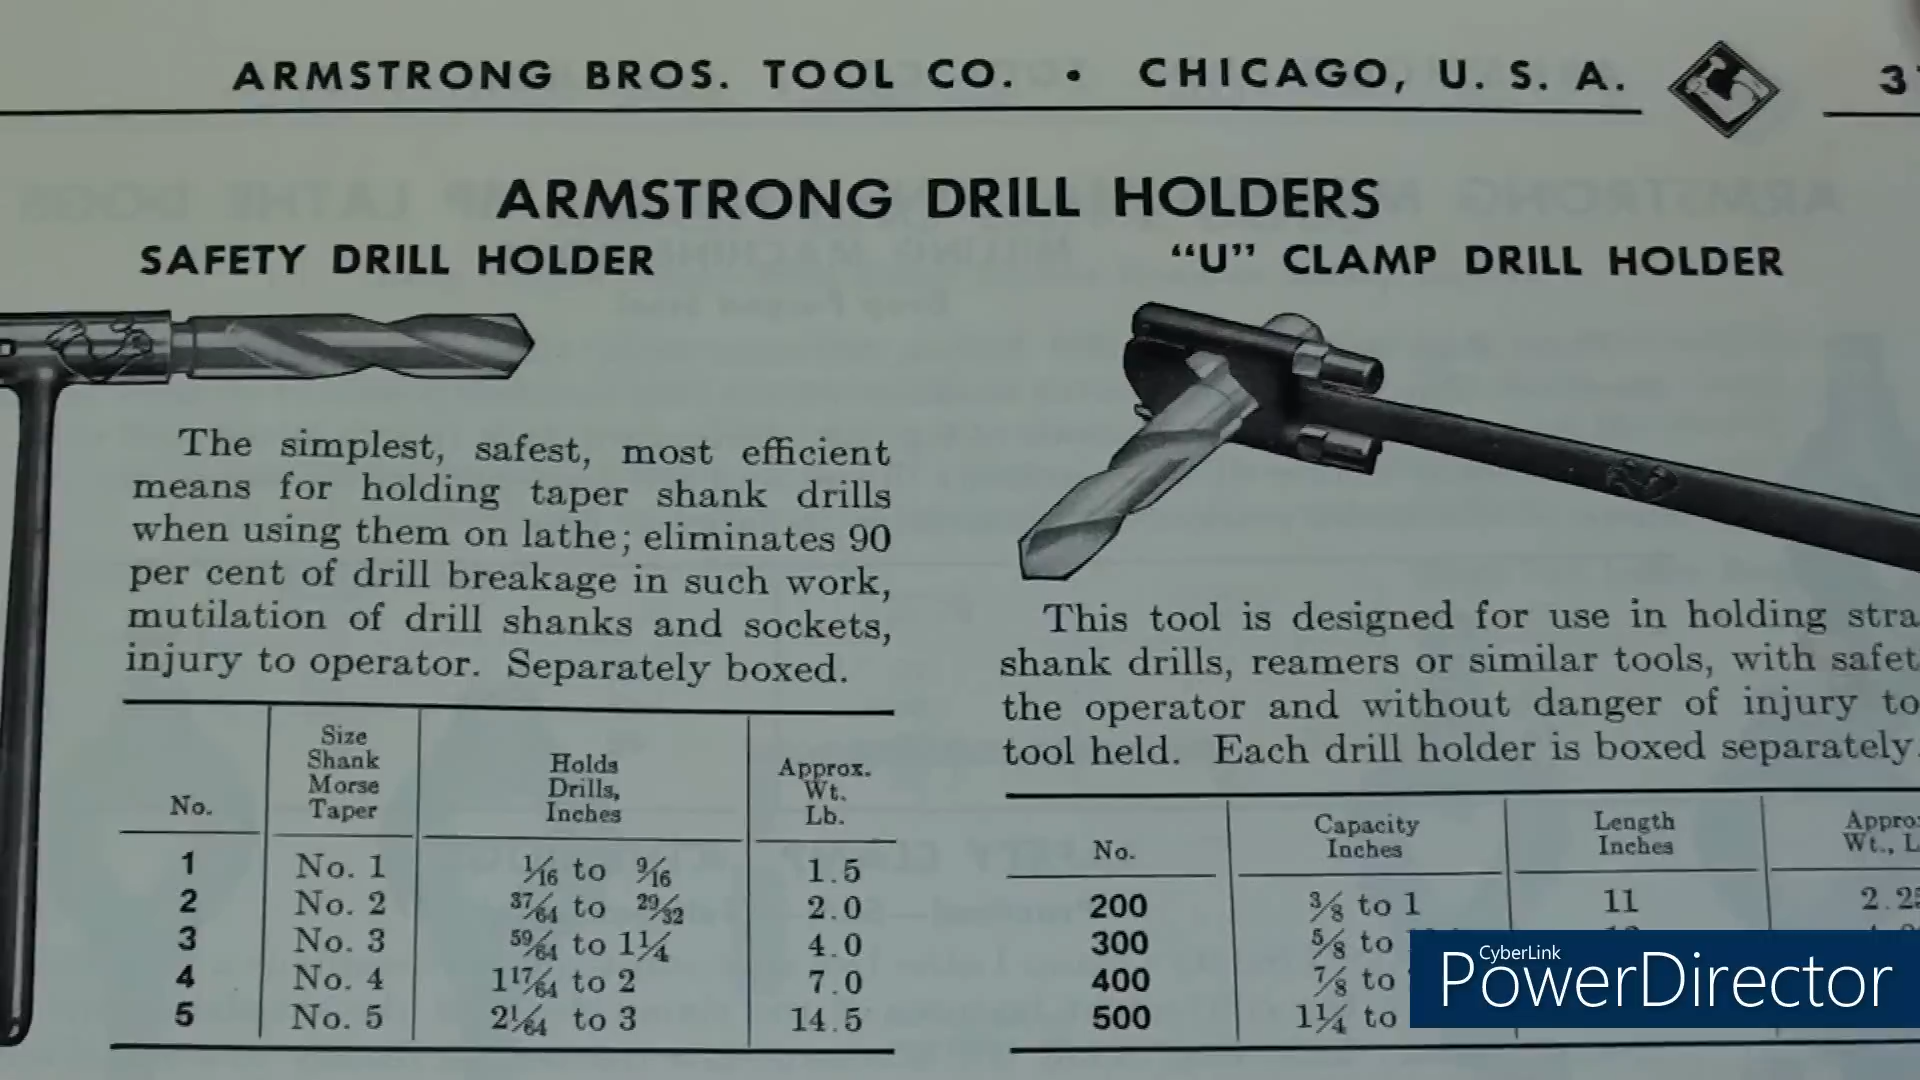 ARMSTRONG BROS. TOOL CO. • CHICAGO, U. S. A.
ARMSTRONG DRILL HOLDERS
SAFETY DRILL HOLDER
The simplest, safest, most efficient
means for holding taper shank drills
when using them on lathe; eliminates 90
per cent of drill breakage in such work,
mutilation of drill shanks and sockets,
injury to operator. Separately boxed.
No. Size Shank Morse Taper Holds Drills, Inches Approx. Wt. Lb.
1 No. 1 1/16 to 9/16 1.5
2 No. 2 37/64 to 29/32 2.0
3 No. 3 59/64 to 1 1/4 4.0
4 No. 4 1 17/64 to 2 7.0
5 No. 5 2 1/64 to 3 14.5
"U" CLAMP DRILL HOLDER
This tool is designed for use in holding
shank drills, reamers or similar tools, with
the operator and without danger of injury to
tool held. Each drill holder is boxed separately.
No. Capacity Inches Length Inches Wt.,
200 3/8 to 1 11
300 5/8 to
400 7/8 to
500 1 1/4 to
CyberLink
PowerDirector